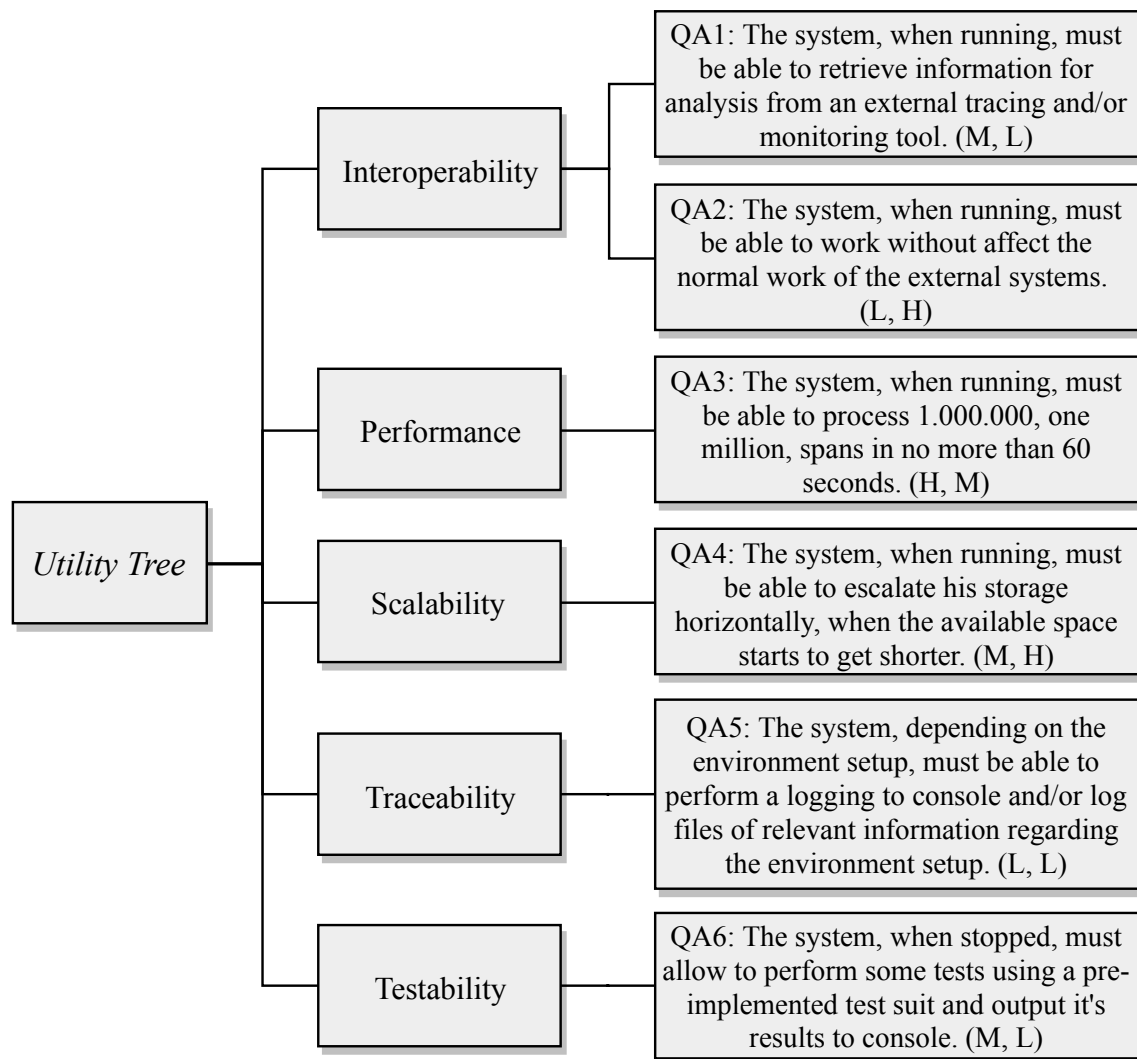 Utility Tree
Interoperability
QA1: The system, when running, must
be able to retrieve information for
analysis from an external tracing and/or
monitoring tool. (M, L)
QA2: The system, when running, must
be able to work without affect the
normal work of the external systems.
(L, H)
Performance
QA3: The system, when running, must
be able to process 1.000.000, one
million, spans in no more than 60
seconds. (H, M)
Scalability
QA4: The system, when running, must
be able to escalate his storage
horizontally, when the available space
starts to get shorter. (M, H)
Traceability
QA5: The system, depending on the
environment setup, must be able to
perform a logging to console and/or log
files of relevant information regarding
the environment setup. (L, L)
Testability
QA6: The system, when stopped, must
allow to perform some tests using a pre-
implemented test suit and output it's
results to console. (M, L)